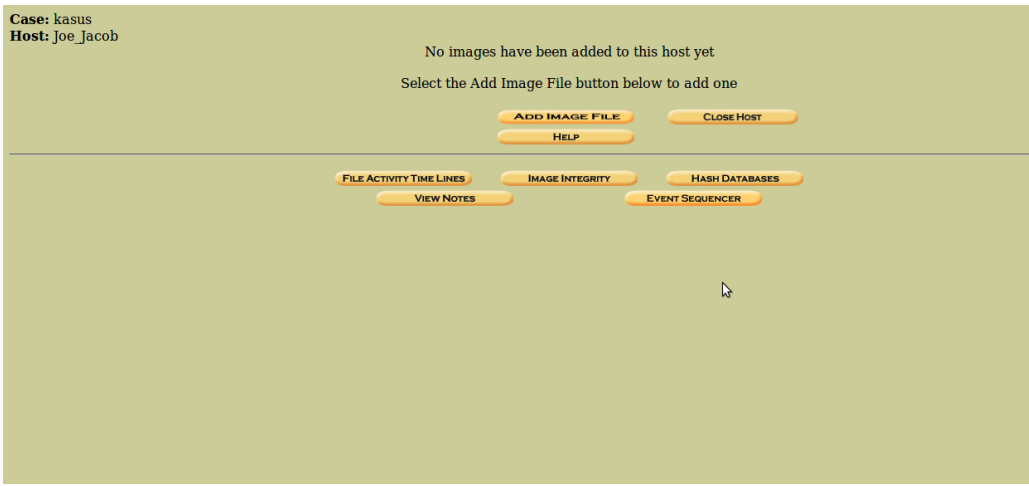 Case: kasus
Host: Joe_Jacob
No images have been added to this host yet
Select the Add Image File button below to add one
ADD IMAGE FILE CLOSE HOST
HELP
FILE ACTIVITY TIME LINES IMAGE INTEGRITY HASH DATABASES
VIEW NOTES EVENT SEQUENCER